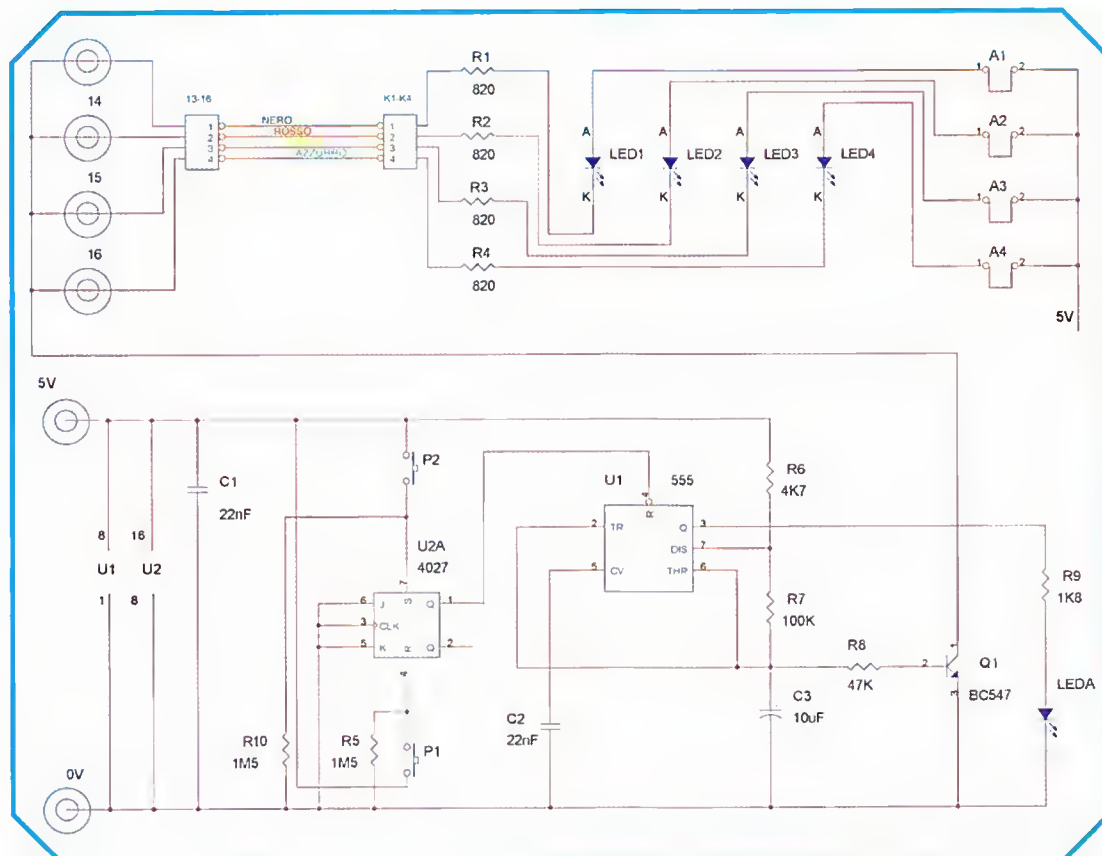 14
15
16
13-16
1
2
3
4
NERO
ROSSO
AZZURRO
K1-K4
1
2
3
4
R1
820
R2
820
R3
820
R4
820
A
LED1
K
A
LED2
K
A
LED3
K
A
LED4
K
A1
1 2
A2
1 2
A3
1 2
A4
1 2
5V
5V
0V
8
U1
1
16
U2
8
C1
22nF
P2
U2A
4027
7
6 J S Q 1
3 CLK
5 K R Q 2
4
R10
1M5
R5
1M5
P1
U1 555
4
R
2 TR Q 3
DIS 7
5 CV THR 6
C2
22nF
R6
4K7
R7
100K
R8
47K
C3
10uF
1
2
3
Q1
BC547
R9
1K8
LEDA